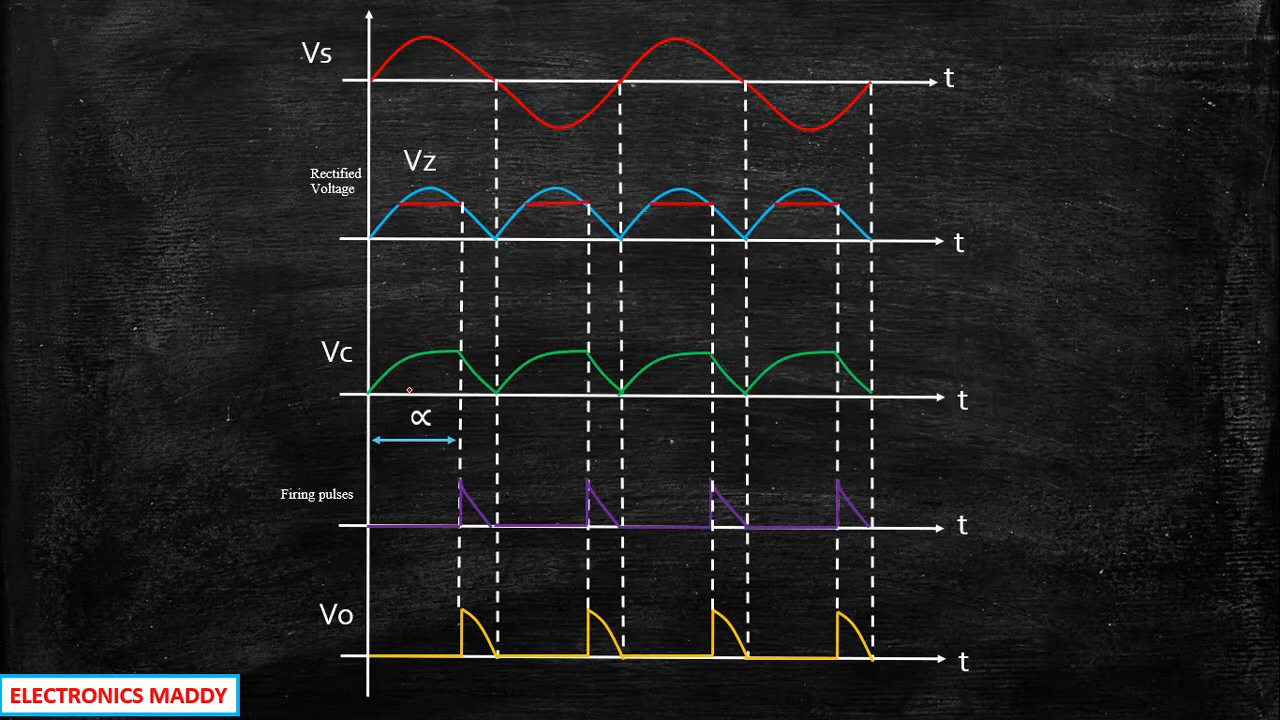 Vs
t
Vz
Rectified
Voltage
t
Vc
t
∝
Firing pulses
t
Vo
t
ELECTRONICS MADDY